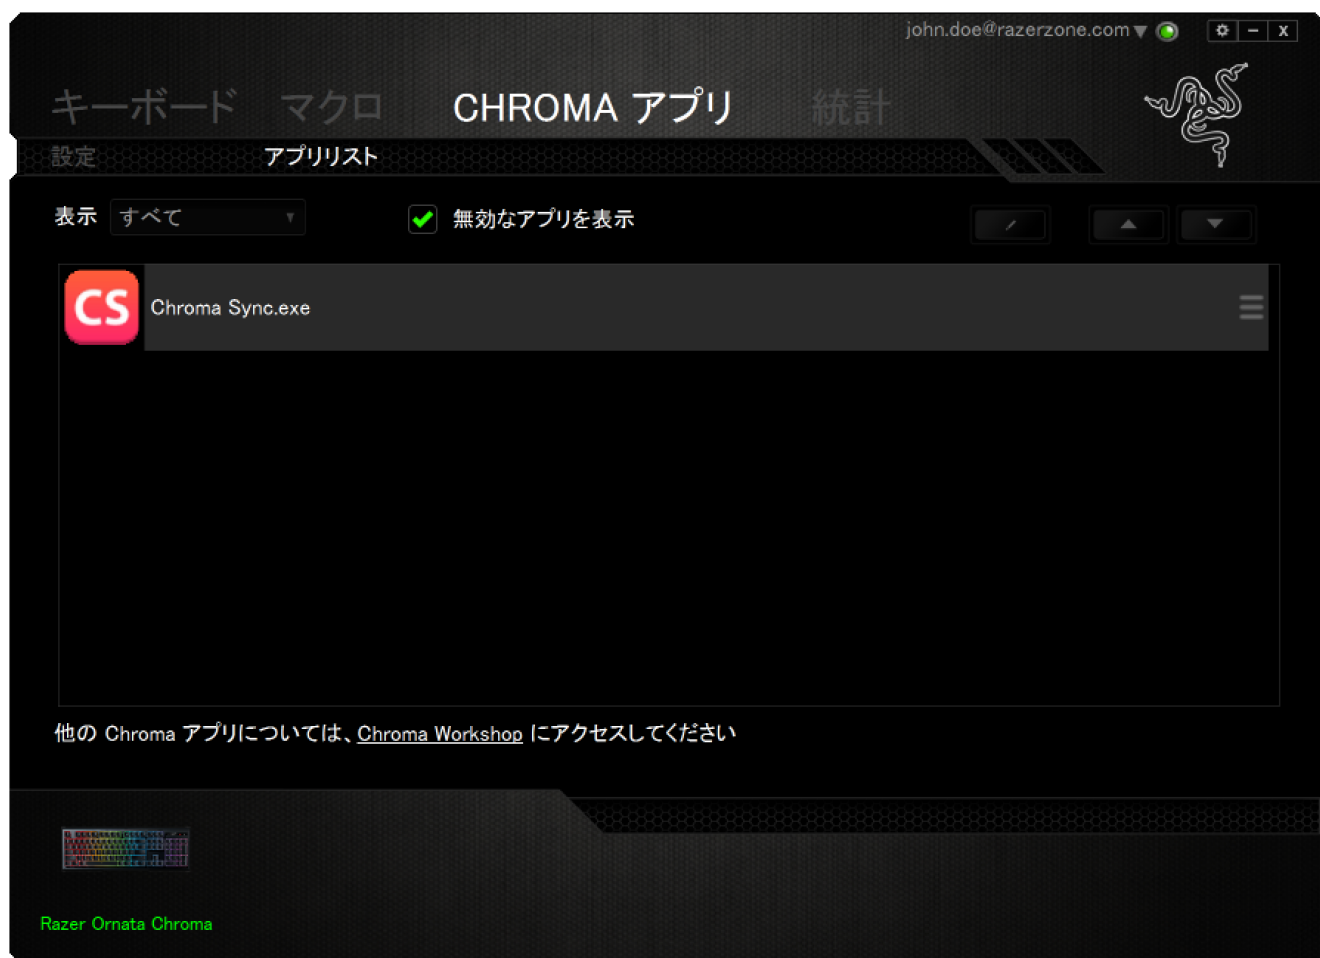 john.doe@razerzone.com
キーボード マクロ CHROMA アプリ 統計
設定 アプリリスト
表示 すべて 無効なアプリを表示
CS Chroma Sync.exe
他の Chroma アプリについては、Chroma Workshop にアクセスしてください
Razer Ornata Chroma